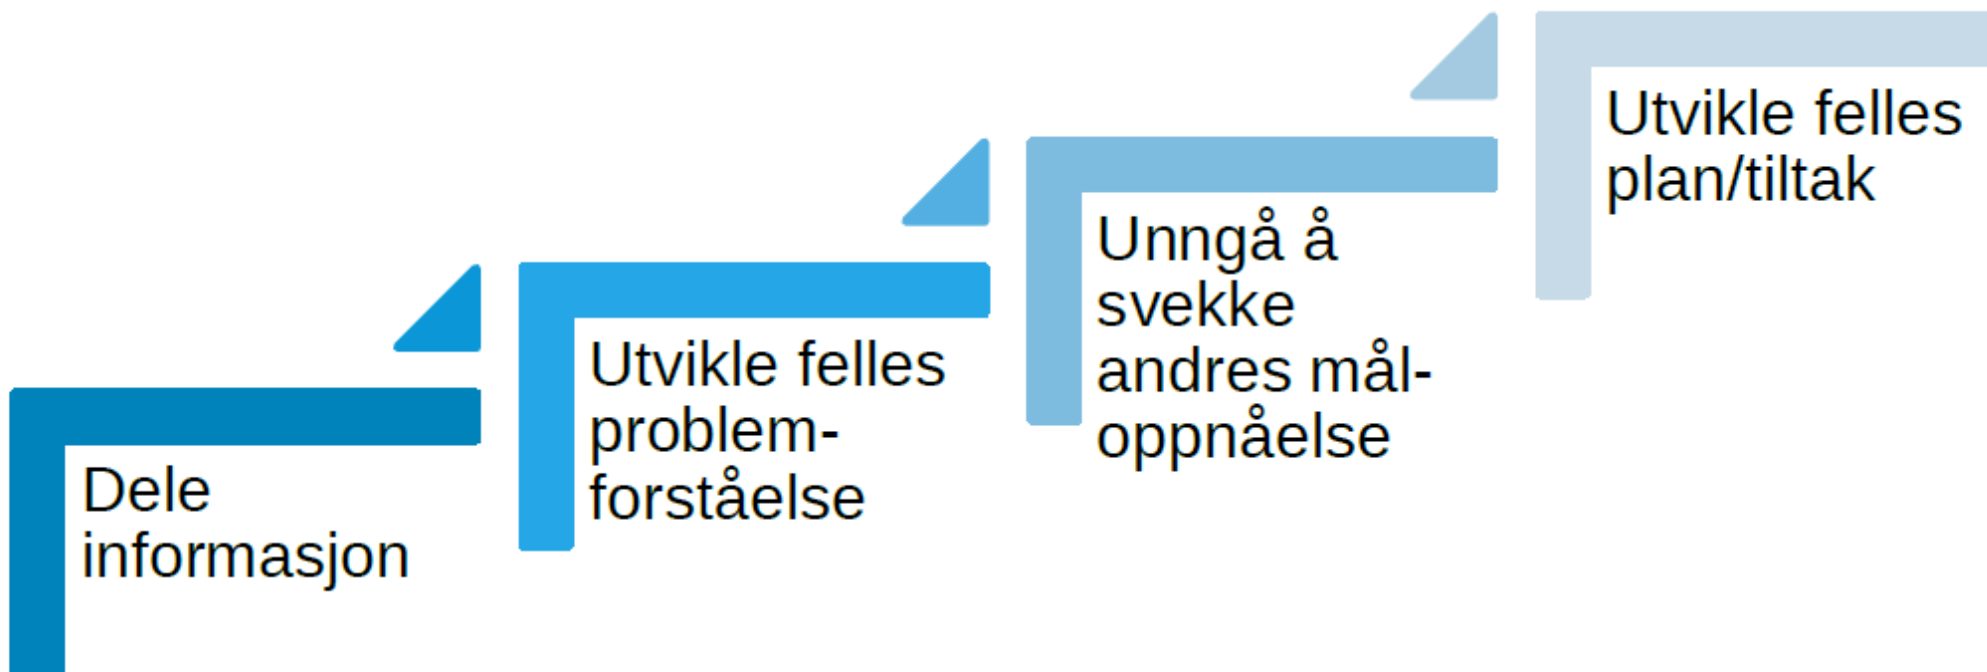 Dele
informasjon
Utvikle felles
problem-
forståelse
Unngå å
svekke
andres mål-
oppnåelse
Utvikle felles
plan/tiltak